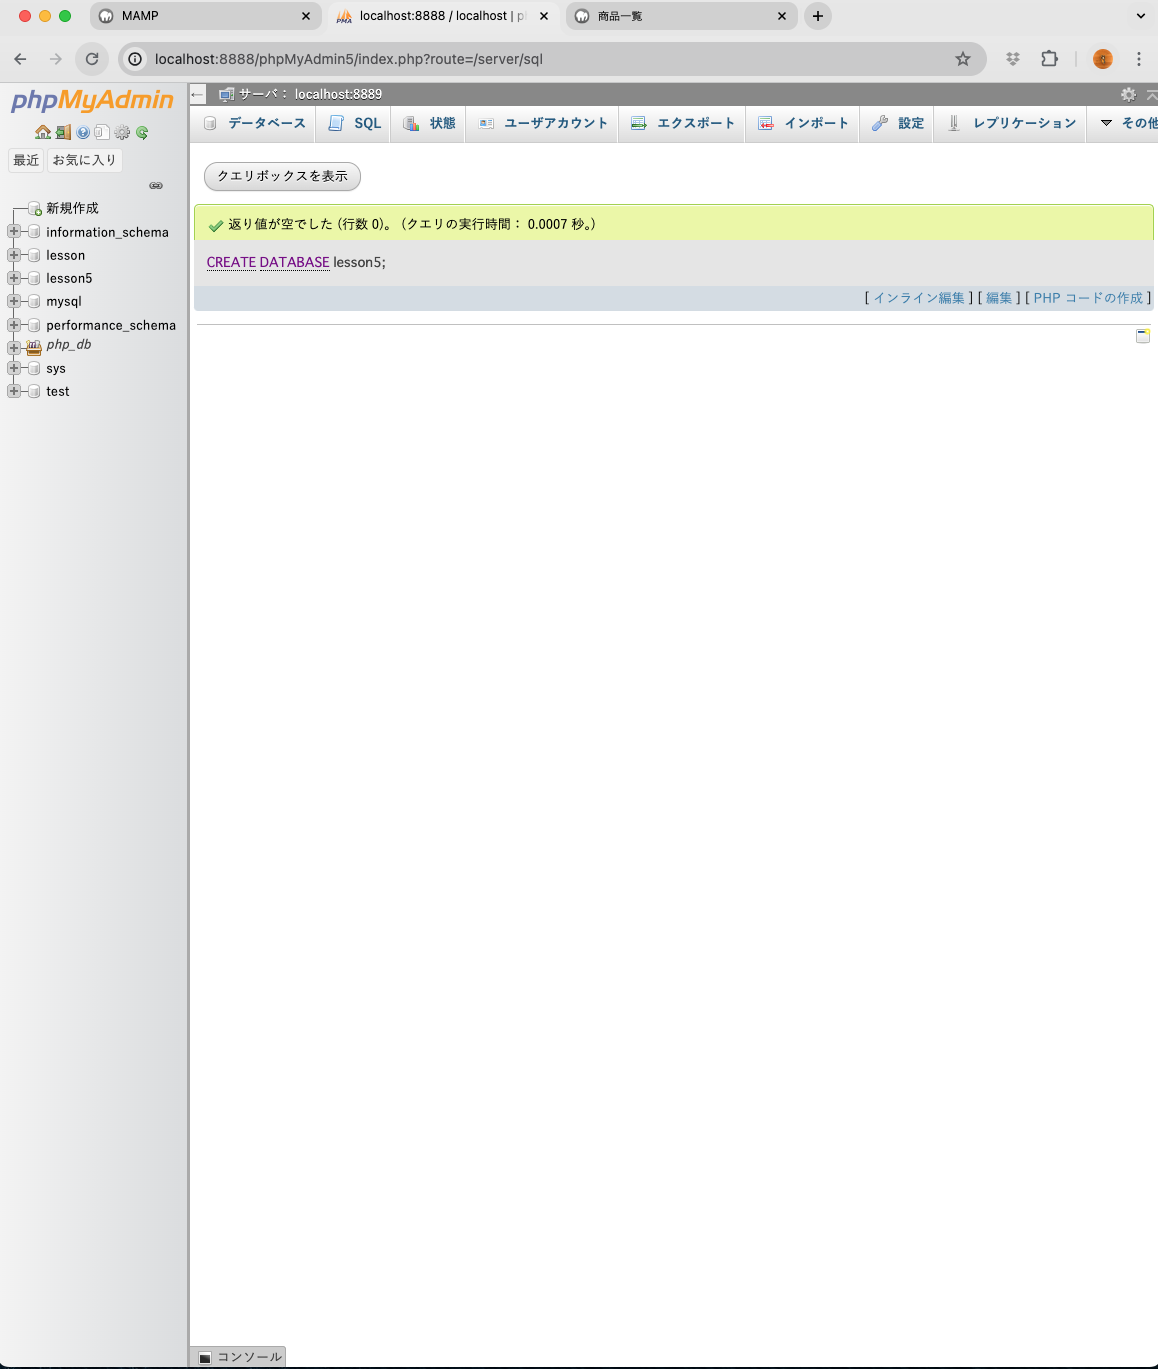 MAMP
localhost:8888 / localhost | p
商品一覧
localhost:8888/phpMyAdmin5/index.php?route=/server/sql
phpMyAdmin
サーバ： localhost:8889
データベース
SQL
状態
ユーザアカウント
エクスポート
インポート
設定
レプリケーション
その他
最近
お気に入り
新規作成
information_schema
lesson
lesson5
mysql
performance_schema
php_db
sys
test
クエリボックスを表示
返り値が空でした (行数 0)。 (クエリの実行時間： 0.0007 秒。)
CREATE DATABASE lesson5;
[ インライン編集 ] [ 編集 ] [ PHP コードの作成 ]
コンソール